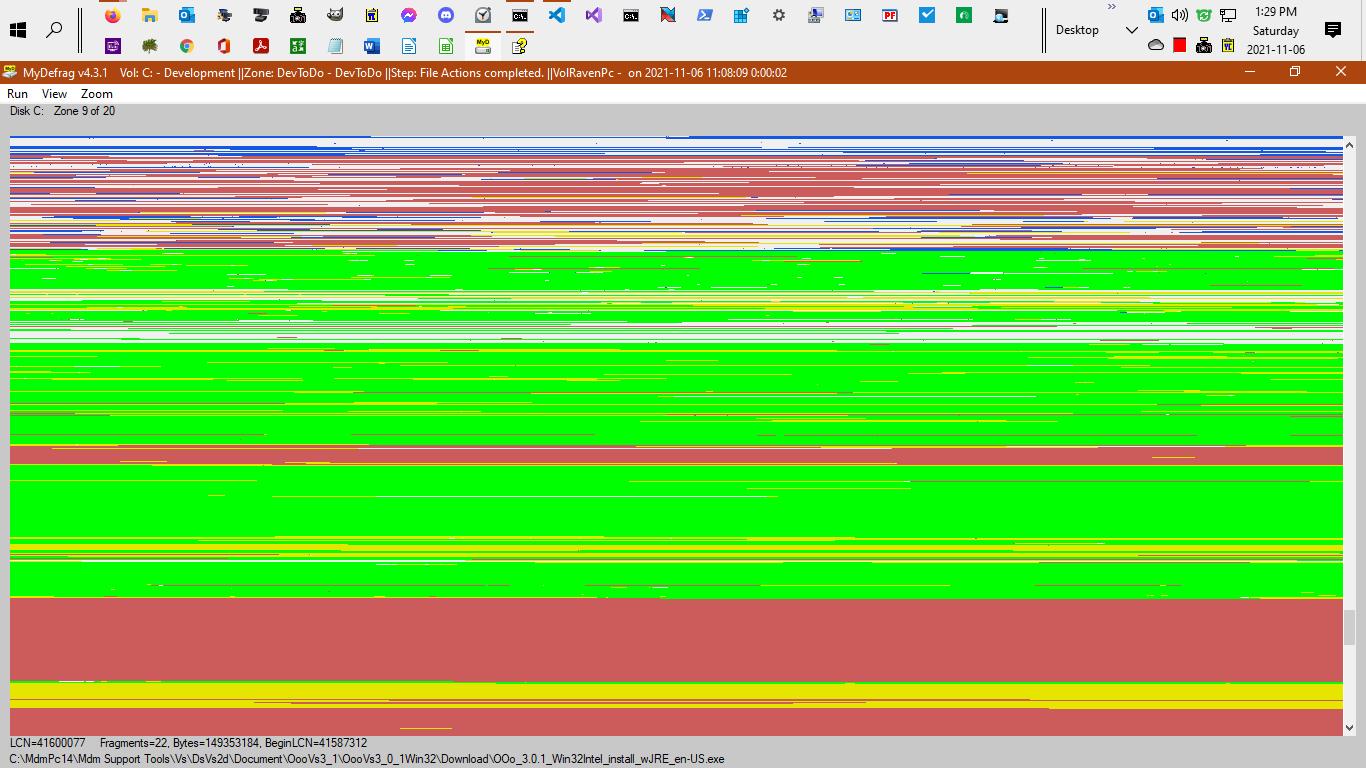 Desktop
1:29 PM
Saturday
2021-11-06
MyDefrag v4.3.1 Vol: C: - Development ||Zone: DevToDo - DevToDo ||Step: File Actions completed. ||VolRavenPc - on 2021-11-06 11:08:09 0:00:02
Run View Zoom
Disk C: Zone 9 of 20
LCN=41600077 Fragments=22, Bytes=149353184, BeginLCN=41587312
C:\MdmPc14\Mdm Support Tools\Vs\DsVs2d\Document\OooVs3_1\OooVs3_0_1Win32\Download\OOo_3.0.1_Win32Intel_install_wJRE_en-US.exe